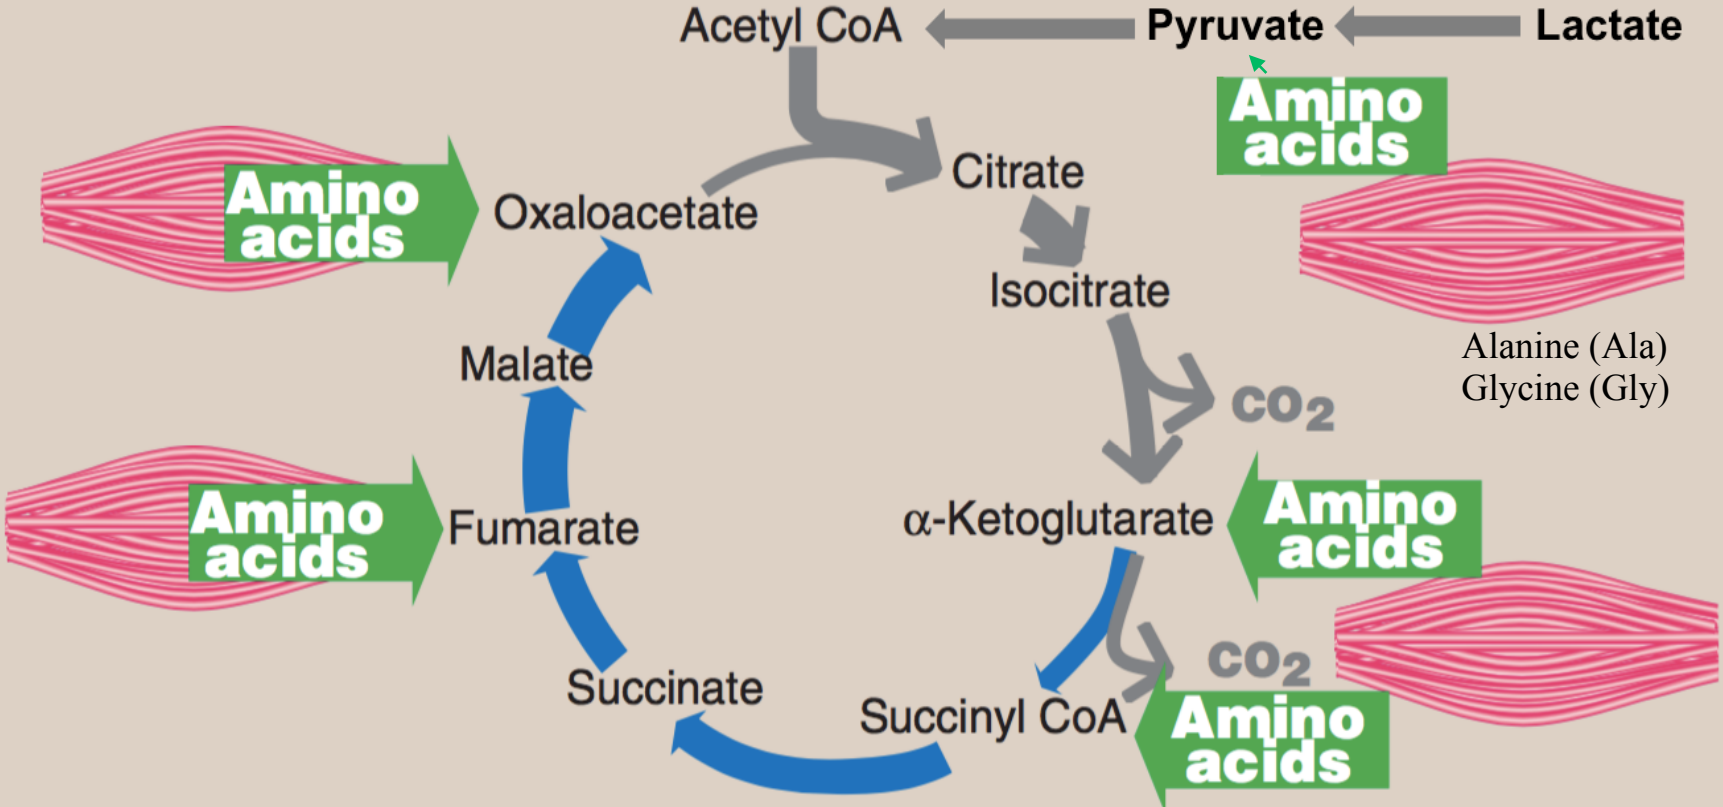 Acetyl CoA
Pyruvate
Lactate
Amino
acids
Amino
acids
Oxaloacetate
Citrate
Isocitrate
Alanine (Ala)
Glycine (Gly)
Malate
CO2
Amino
acids
Fumarate
α-Ketoglutarate
Amino
acids
CO2
Succinate
Succinyl CoA
Amino
acids